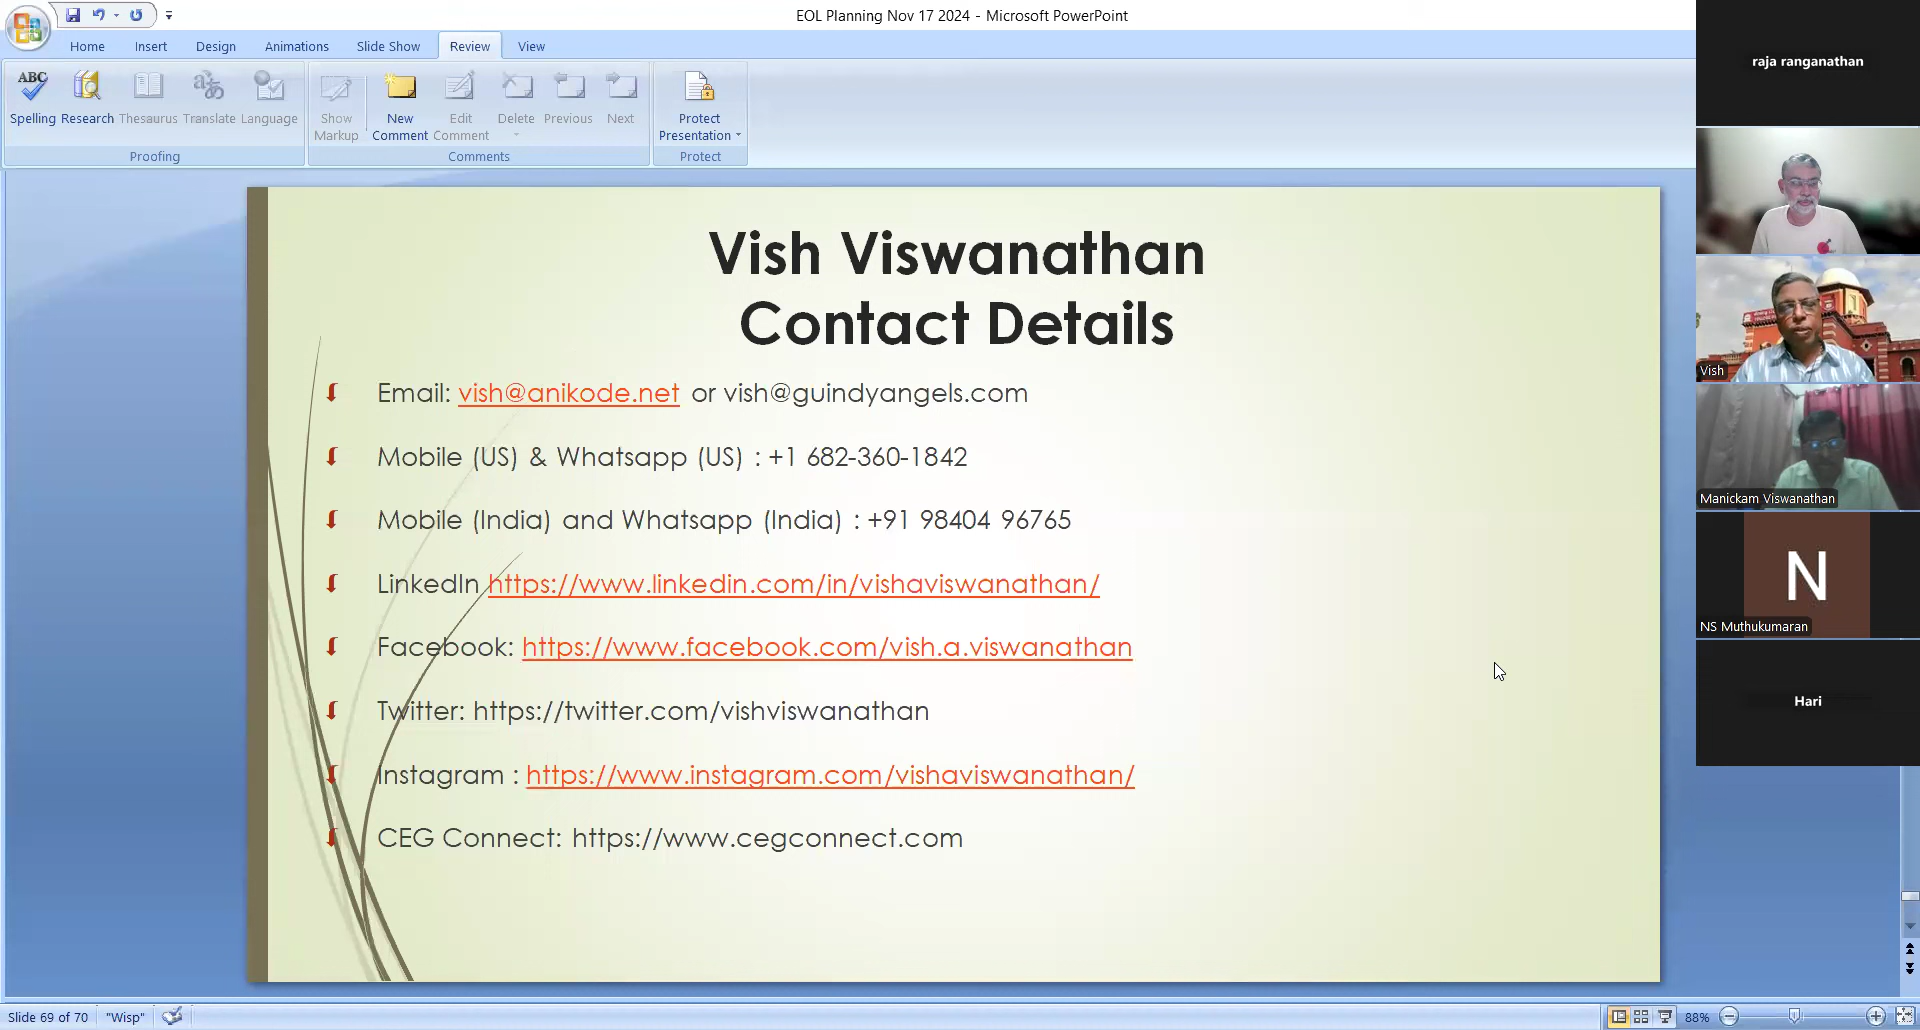 EOL Planning Nov 17 2024 - Microsoft PowerPoint
Home Insert Design Animations Slide Show Review View
ABC
Spelling Research Thesaurus Translate Language
Show Markup
New Comment
Edit Comment
Delete Previous Next
Protect Presentation
Proofing Comments Protect
Vish Viswanathan
Contact Details
Email: vish@anikode.net or vish@guindyangels.com
Mobile (US) & Whatsapp (US) : +1 682-360-1842
Mobile (India) and Whatsapp (India) : +91 98404 96765
LinkedIn https://www.linkedin.com/in/vishaviswanathan/
Facebook: https://www.facebook.com/vish.a.viswanathan
Twitter: https://twitter.com/vishviswanathan
Instagram : https://www.instagram.com/vishaviswanathan/
CEG Connect: https://www.cegconnect.com
raja ranganathan
Vish
Manickam Viswanathan
N
NS Muthukumaran
Hari
Slide 69 of 70 "Wisp" 88%